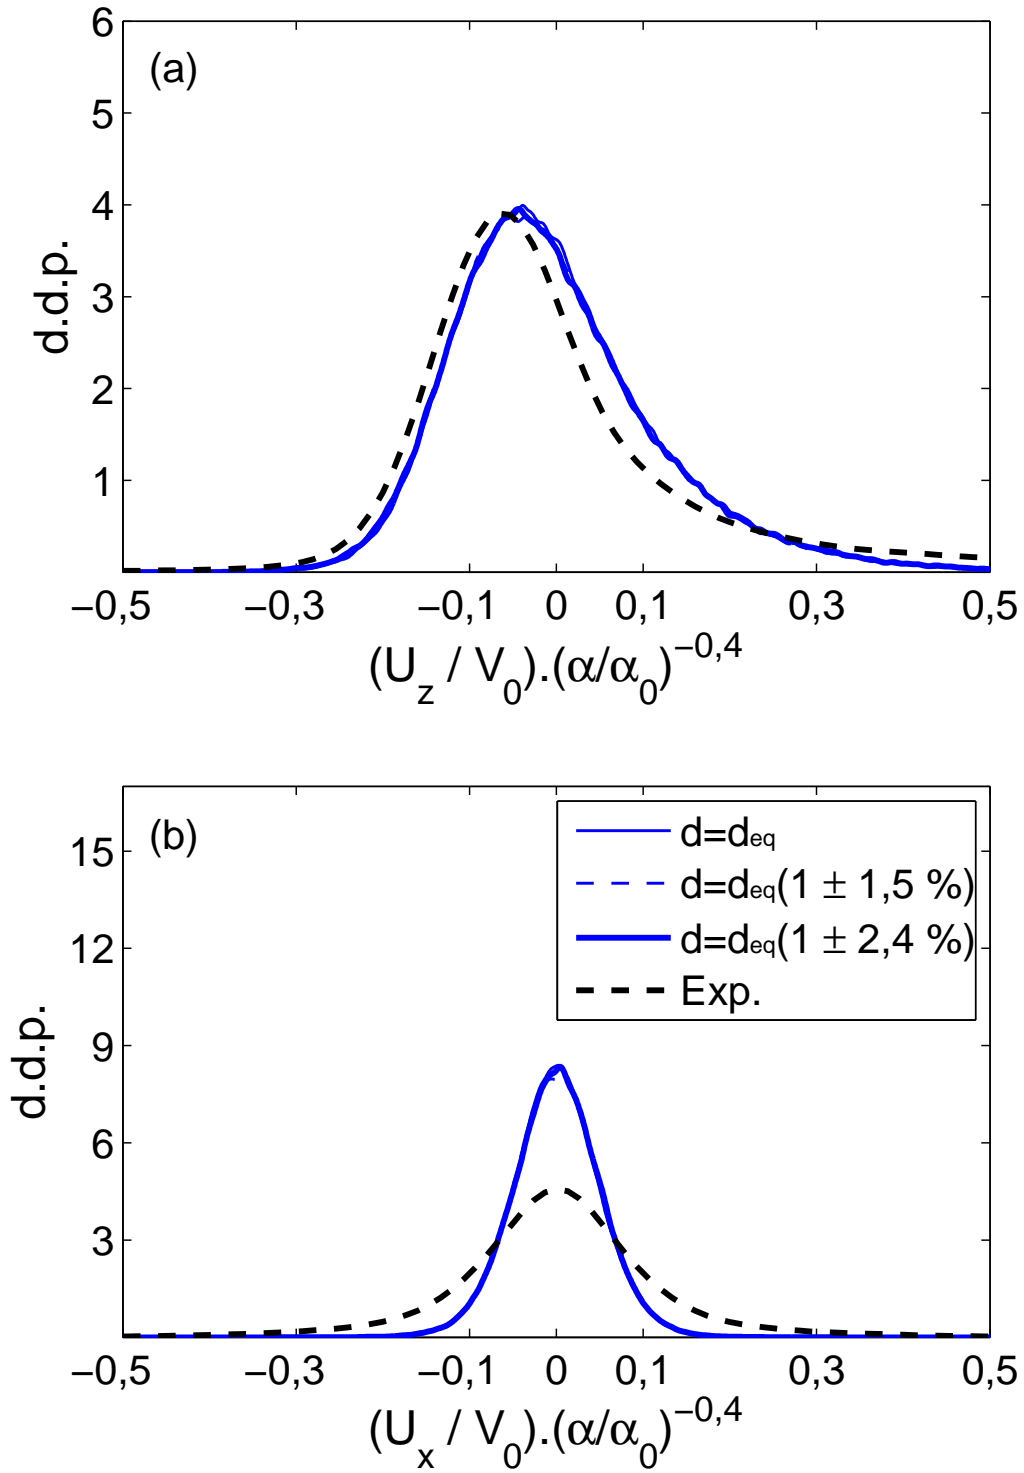 (a)
d.d.p.
6
5
4
3
2
1
−0,5 −0,3 −0,1 0 0,1 0,3 0,5
(U_z / V_0).(α/α_0)^−0,4
(b)
d.d.p.
15
12
9
6
3
d=d_eq
d=d_eq(1 ± 1,5 %)
d=d_eq(1 ± 2,4 %)
Exp.
−0,5 −0,3 −0,1 0 0,1 0,3 0,5
(U_x / V_0).(α/α_0)^−0,4